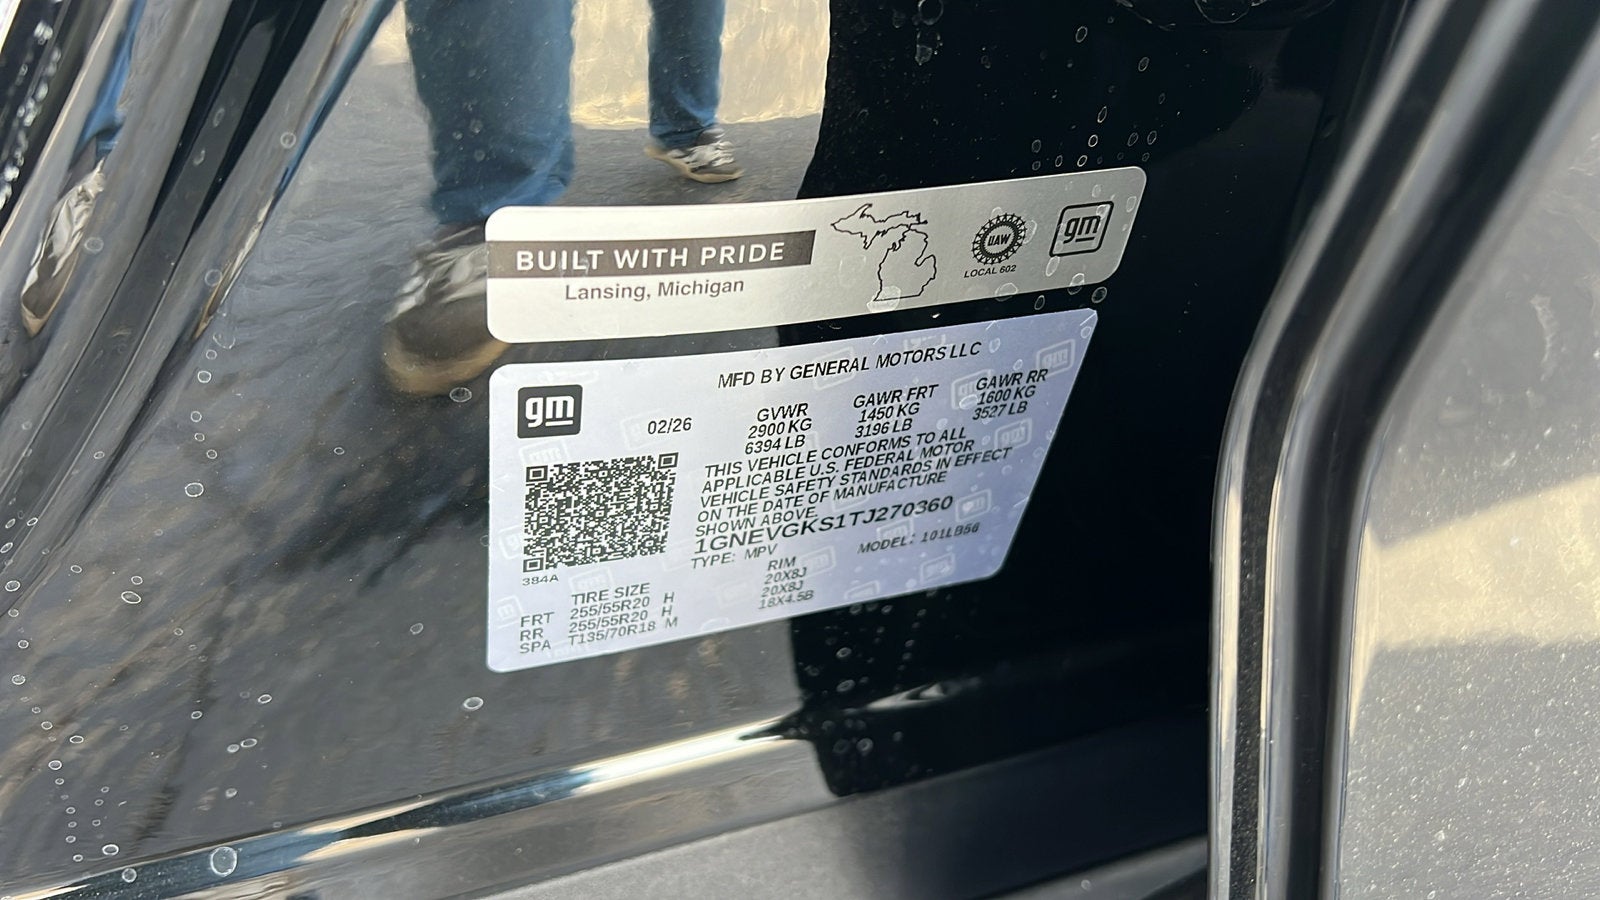 BUILT WITH PRIDE
Lansing, Michigan
UAW
LOCAL 602
gm
MFD BY GENERAL MOTORS LLC
gm
02/26
GVWR
2900 KG
6394 LB
GAWR FRT
1450 KG
3196 LB
GAWR RR
1600 KG
3527 LB
THIS VEHICLE CONFORMS TO ALL
APPLICABLE U.S. FEDERAL MOTOR
VEHICLE SAFETY STANDARDS IN EFFECT
ON THE DATE OF MANUFACTURE
SHOWN ABOVE.
1GNEVGKS1TJ270360
TYPE: MPV MODEL: 101LB56
384A
TIRE SIZE RIM
FRT 255/55R20 H 20X8J
RR 255/55R20 H 20X8J
SPA T135/70R18 M 18X4.5B